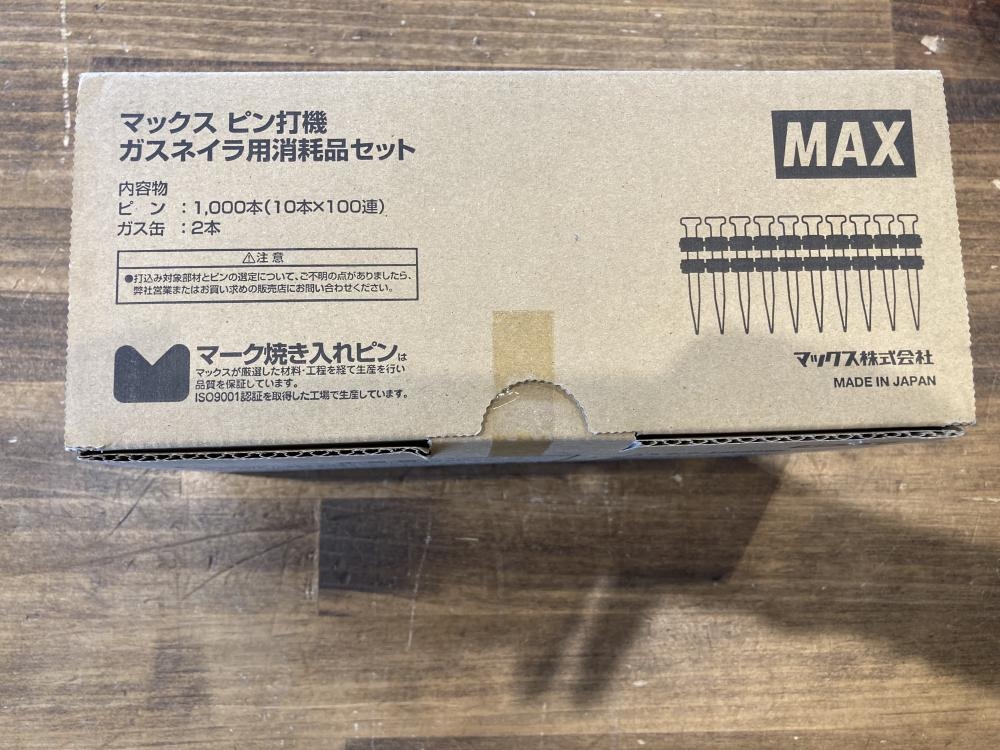 マックス ピン打機
ガスネイラ用消耗品セット
MAX
内容物
ピン : 1,000本(10本×100連)
ガス缶 : 2本
⚠注意
●打込み対象部材とピンの選定について、ご不明の点がありましたら、
弊社営業またはお買い求めの販売店にお問い合わせください。
マーク焼き入れピンは
マックスが厳選した材料・工程を経て生産を行い
品質を保証しています。
ISO9001認証を取得した工場で生産しています。
マックス株式会社
MADE IN JAPAN